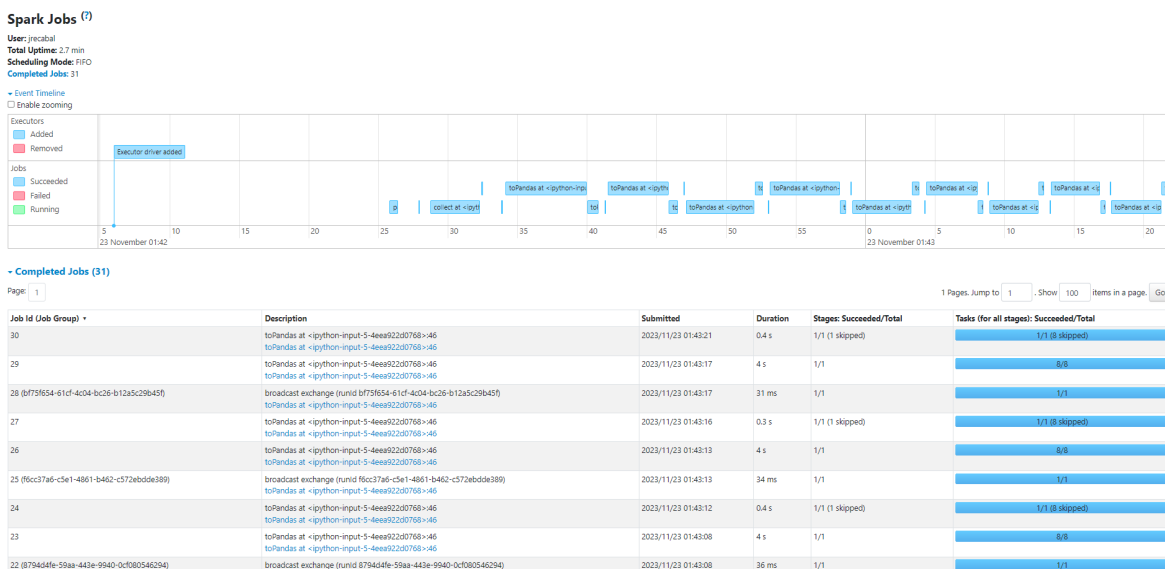 Spark Jobs (?)
User: jrecabal
Total Uptime: 2.7 min
Scheduling Mode: FIFO
Completed Jobs: 31
Event Timeline
Enable zooming
Executors
Added
Removed
Executor driver added
Jobs
Succeeded
Failed
Running
toPandas at <ipython-inp
toPandas at <ipyth
to
toPandas at <ipython-
t
toPandas at <ip
t
toPandas at <ip
p
collect at <ipyth
tol
to
toPandas at <ipython
t
toPandas at <ipyth
t
toPandas at <ip
t
toPandas at <ip
5 10 15 20 25 30 35 40 45 50 55 0 5 10 15 20
23 November 01:42 23 November 01:43
Completed Jobs (31)
Page: 1 1 Pages. Jump to 1 . Show 100 items in a page. Go
Job Id (Job Group) Description Submitted Duration Stages: Succeeded/Total Tasks (for all stages): Succeeded/Total
30 toPandas at <ipython-input-5-4eea922d0768>:46 2023/11/23 01:43:21 0.4 s 1/1 (1 skipped) 1/1 (8 skipped)
toPandas at <ipython-input-5-4eea922d0768>:46
29 toPandas at <ipython-input-5-4eea922d0768>:46 2023/11/23 01:43:17 4 s 1/1 8/8
toPandas at <ipython-input-5-4eea922d0768>:46
28 (bf75f654-61cf-4c04-bc26-b12a5c29b45f) broadcast exchange (runId bf75f654-61cf-4c04-bc26-b12a5c29b45f) 2023/11/23 01:43:17 31 ms 1/1 1/1
toPandas at <ipython-input-5-4eea922d0768>:46
27 toPandas at <ipython-input-5-4eea922d0768>:46 2023/11/23 01:43:16 0.3 s 1/1 (1 skipped) 1/1 (8 skipped)
toPandas at <ipython-input-5-4eea922d0768>:46
26 toPandas at <ipython-input-5-4eea922d0768>:46 2023/11/23 01:43:13 4 s 1/1 8/8
toPandas at <ipython-input-5-4eea922d0768>:46
25 (f6cc37a6-c5e1-4861-b462-c572ebdde389) broadcast exchange (runId f6cc37a6-c5e1-4861-b462-c572ebdde389) 2023/11/23 01:43:13 34 ms 1/1 1/1
toPandas at <ipython-input-5-4eea922d0768>:46
24 toPandas at <ipython-input-5-4eea922d0768>:46 2023/11/23 01:43:12 0.4 s 1/1 (1 skipped) 1/1 (8 skipped)
toPandas at <ipython-input-5-4eea922d0768>:46
23 toPandas at <ipython-input-5-4eea922d0768>:46 2023/11/23 01:43:08 4 s 1/1 8/8
toPandas at <ipython-input-5-4eea922d0768>:46
22 (8794d4fe-59aa-443e-9940-0cf080546294) broadcast exchange (runId 8794d4fe-59aa-443e-9940-0cf080546294) 2023/11/23 01:43:08 36 ms 1/1 1/1